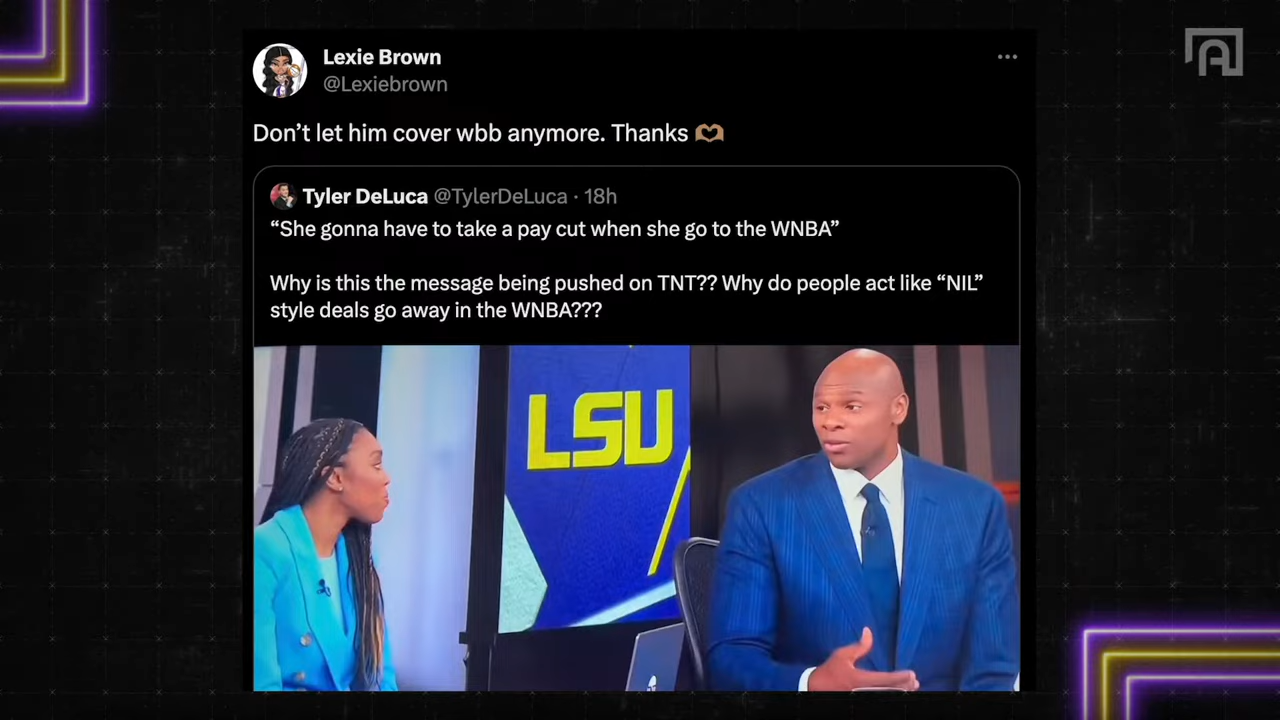 Lexie Brown
@Lexiebrown
Don’t let him cover wbb anymore. Thanks 🫶🏽
Tyler DeLuca @TylerDeLuca · 18h
“She gonna have to take a pay cut when she go to the WNBA”
Why is this the message being pushed on TNT?? Why do people act like “NIL”
style deals go away in the WNBA???
LSU